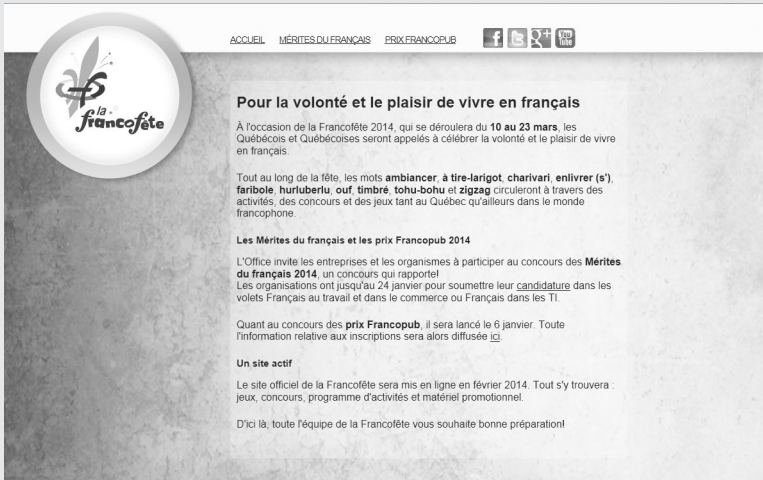 ACCUEIL MÉRITES DU FRANÇAIS PRIX FRANCOPUB
f t g+ You Tube
la francofête
Pour la volonté et le plaisir de vivre en français
À l'occasion de la Francofête 2014, qui se déroulera du 10 au 23 mars, les
Québécois et Québécoises seront appelés à célébrer la volonté et le plaisir de vivre
en français.
Tout au long de la fête, les mots ambiancer, à tire-larigot, charivari, enlivrer (s'),
faribole, hurluberlu, ouf, timbré, tohu-bohu et zigzag circuleront à travers des
activités, des concours et des jeux tant au Québec qu'ailleurs dans le monde
francophone.
Les Mérites du français et les prix Francopub 2014
L'Office invite les entreprises et les organismes à participer au concours des Mérites
du français 2014, un concours qui rapporte!
Les organisations ont jusqu'au 24 janvier pour soumettre leur candidature dans les
volets Français au travail et dans le commerce ou Français dans les TI.
Quant au concours des prix Francopub, il sera lancé le 6 janvier. Toute
l'information relative aux inscriptions sera alors diffusée ici.
Un site actif
Le site officiel de la Francofête sera mis en ligne en février 2014. Tout s'y trouvera :
jeux, concours, programme d'activités et matériel promotionnel.
D'ici là, toute l'équipe de la Francofête vous souhaite bonne préparation!